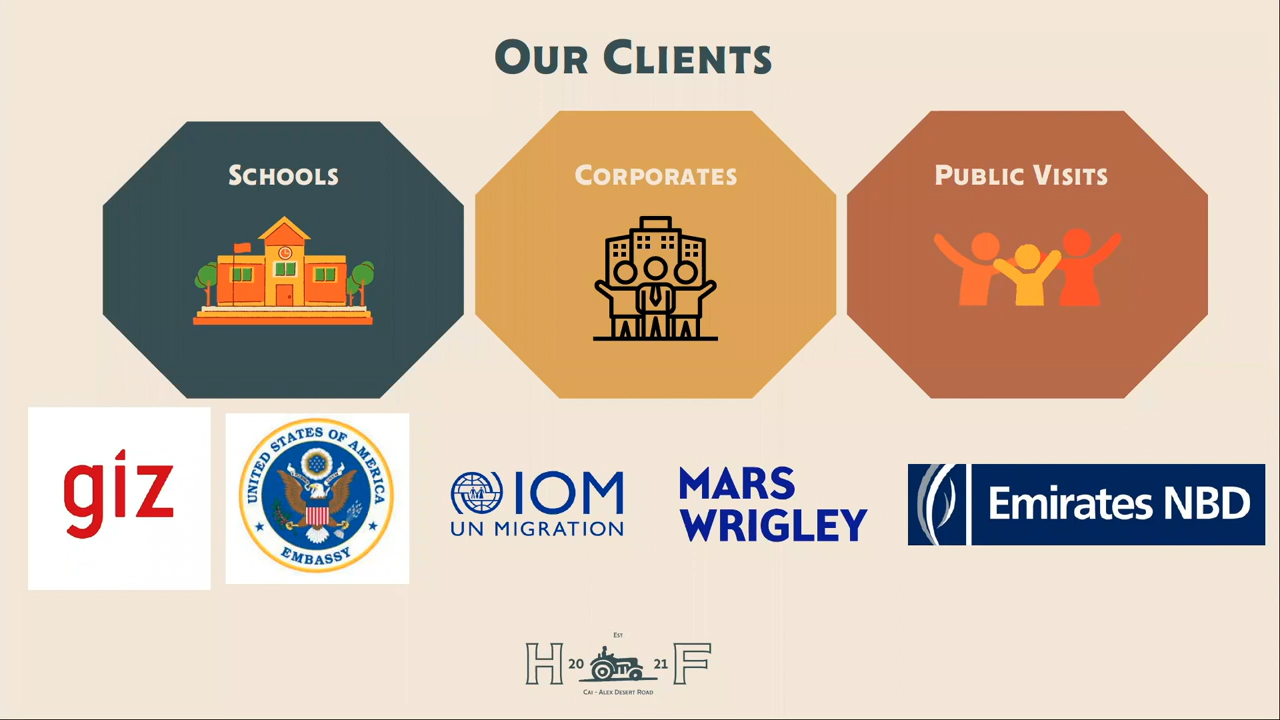 Our Clients
Schools
Corporates
Public Visits
giz
UNITED STATES OF AMERICA
EMBASSY
IOM
UN MIGRATION
MARS
WRIGLEY
Emirates NBD
Est
H 20 21 F
Cai - Alex Desert Road